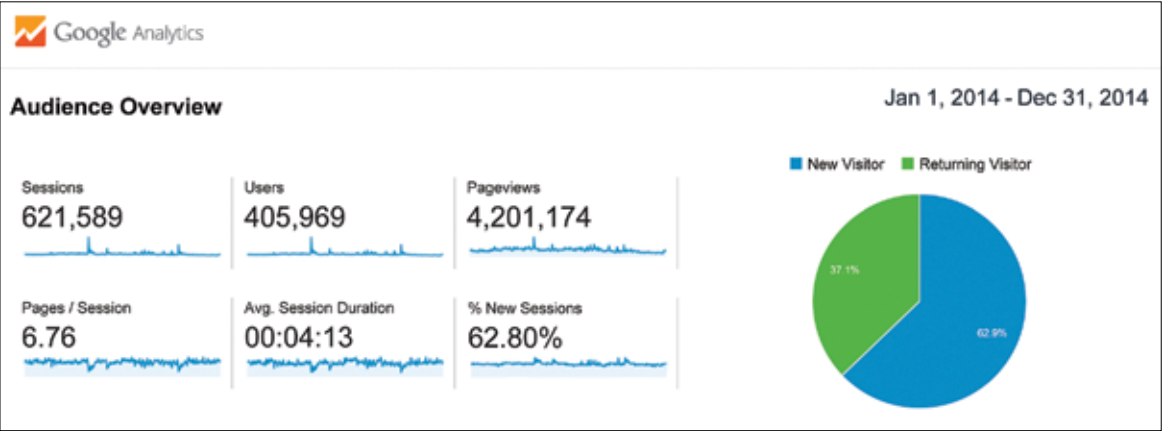 Google Analytics
Audience Overview
Jan 1, 2014 - Dec 31, 2014
New Visitor
Returning Visitor
Sessions
621,589
Users
405,969
Pageviews
4,201,174
Pages / Session
6.76
Avg. Session Duration
00:04:13
% New Sessions
62.80%
37.1%
62.9%